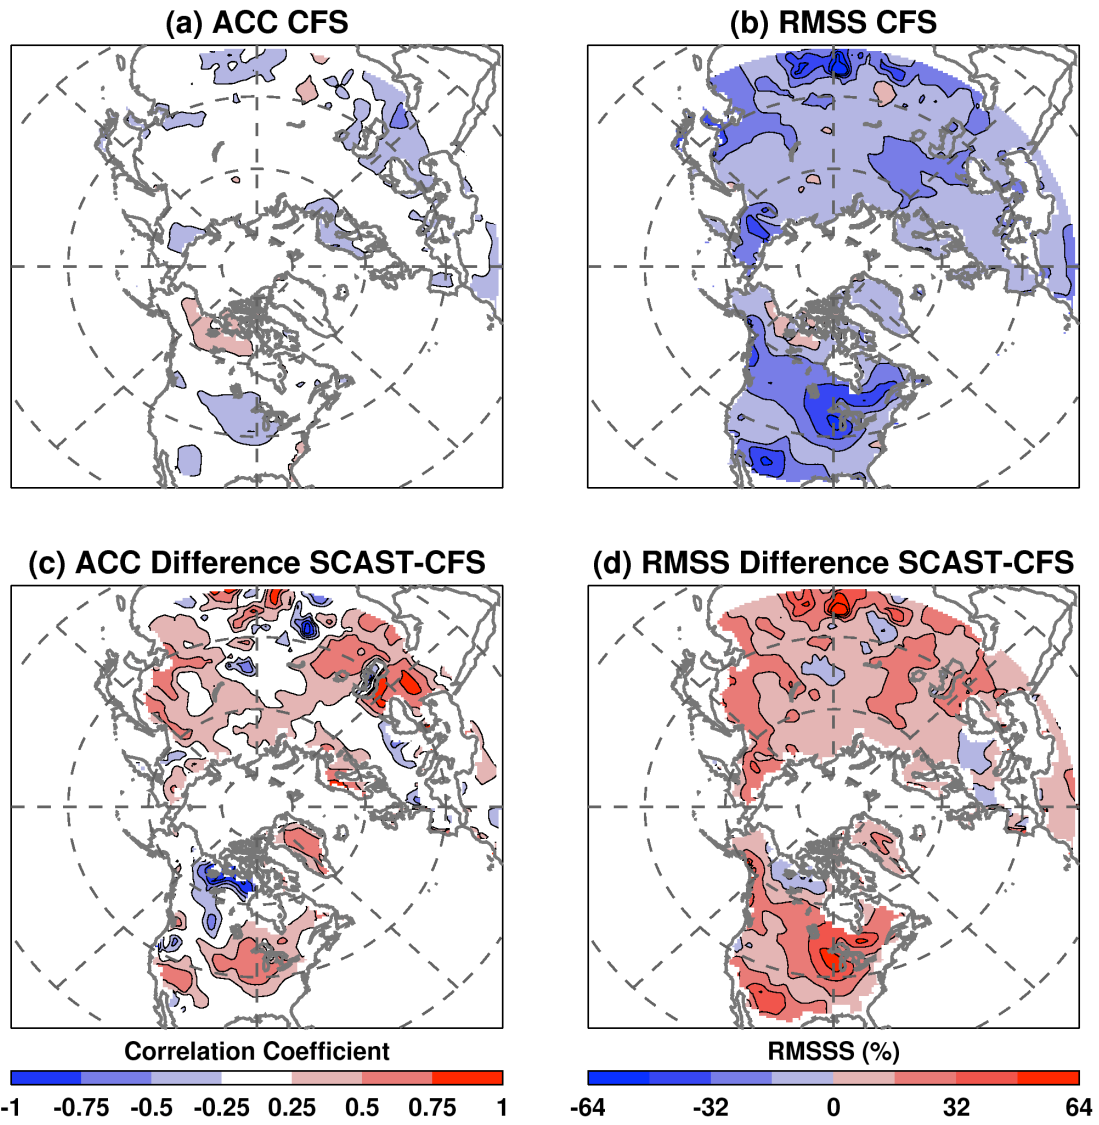 (a) ACC CFS
(b) RMSS CFS
(c) ACC Difference SCAST-CFS
(d) RMSS Difference SCAST-CFS
Correlation Coefficient
-1 -0.75 -0.5 -0.25 0.25 0.5 0.75 1
RMSSS (%)
-64 -32 0 32 64